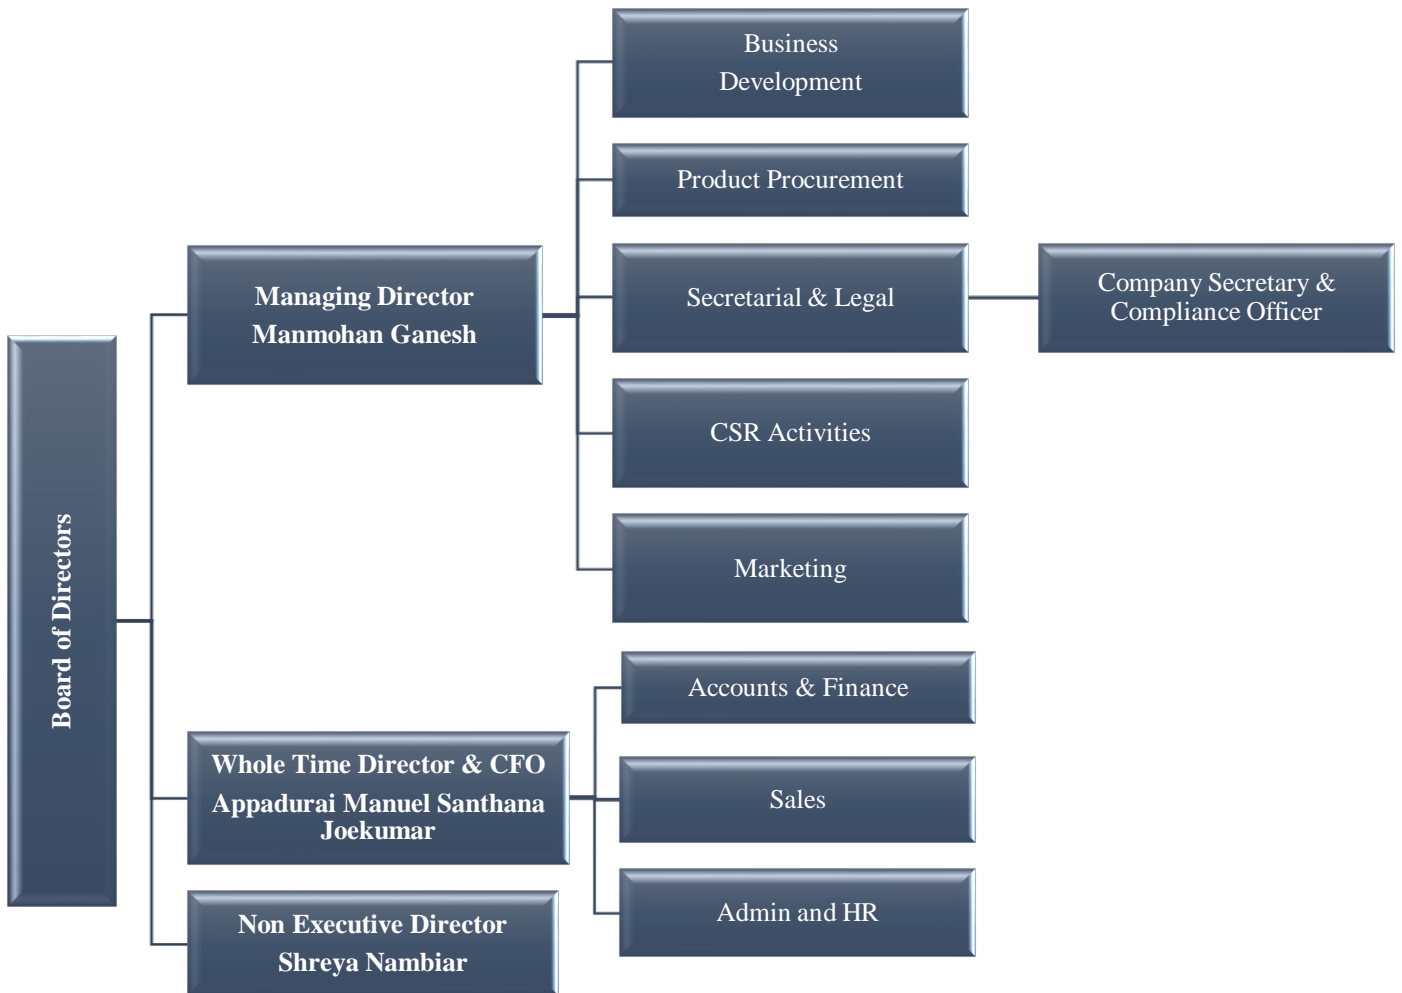 Board of Directors
Managing Director
Manmohan Ganesh
Business
Development
Product Procurement
Secretarial & Legal
Company Secretary &
Compliance Officer
CSR Activities
Marketing
Whole Time Director & CFO
Appadurai Manuel Santhana
Joekumar
Accounts & Finance
Sales
Admin and HR
Non Executive Director
Shreya Nambiar